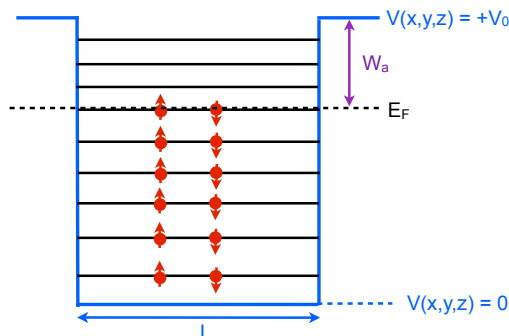 V(x,y,z) = +V₀
Wₐ
E_F
V(x,y,z) = 0